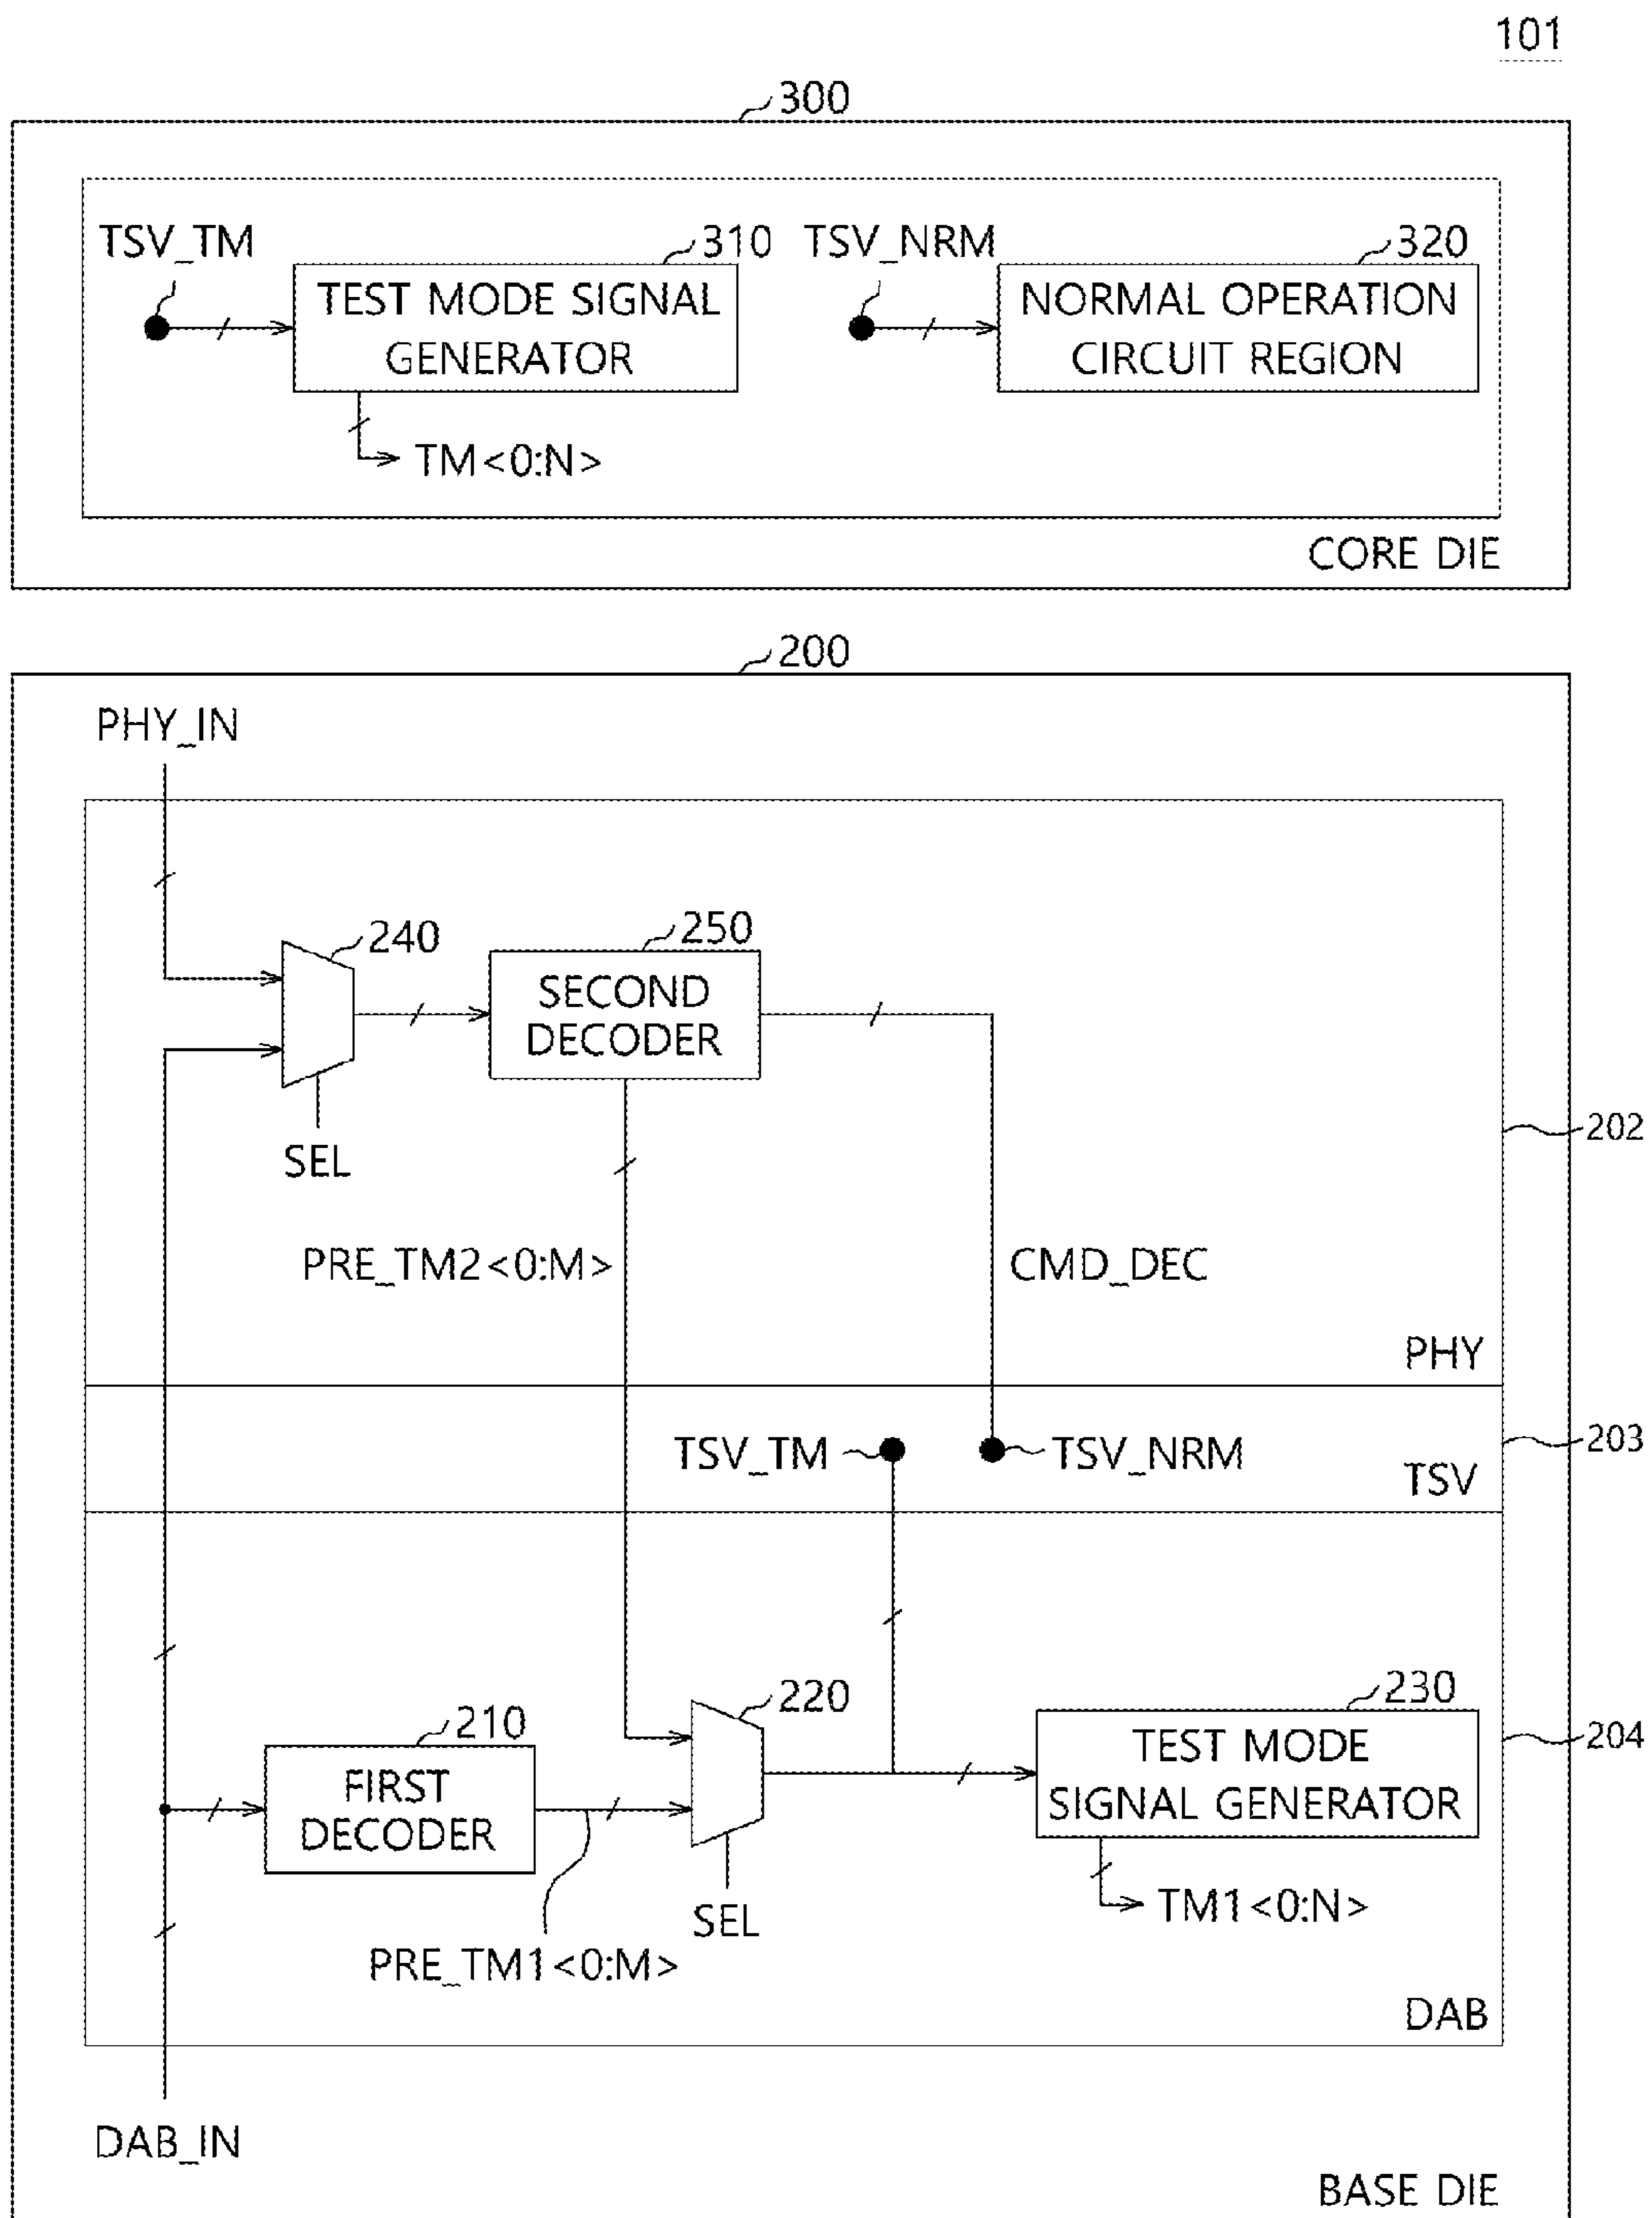 101
300
TSV_TM
310
TSV_NRM
320
TEST MODE SIGNAL
GENERATOR
NORMAL OPERATION
CIRCUIT REGION
TM<0:N>
CORE DIE
200
PHY_IN
240
250
SECOND
DECODER
SEL
202
PRE_TM2<0:M>
CMD_DEC
PHY
TSV_TM
TSV_NRM
203
TSV
210
220
230
FIRST
DECODER
TEST MODE
SIGNAL GENERATOR
204
SEL
TM1<0:N>
PRE_TM1<0:M>
DAB
DAB_IN
BASE DIE